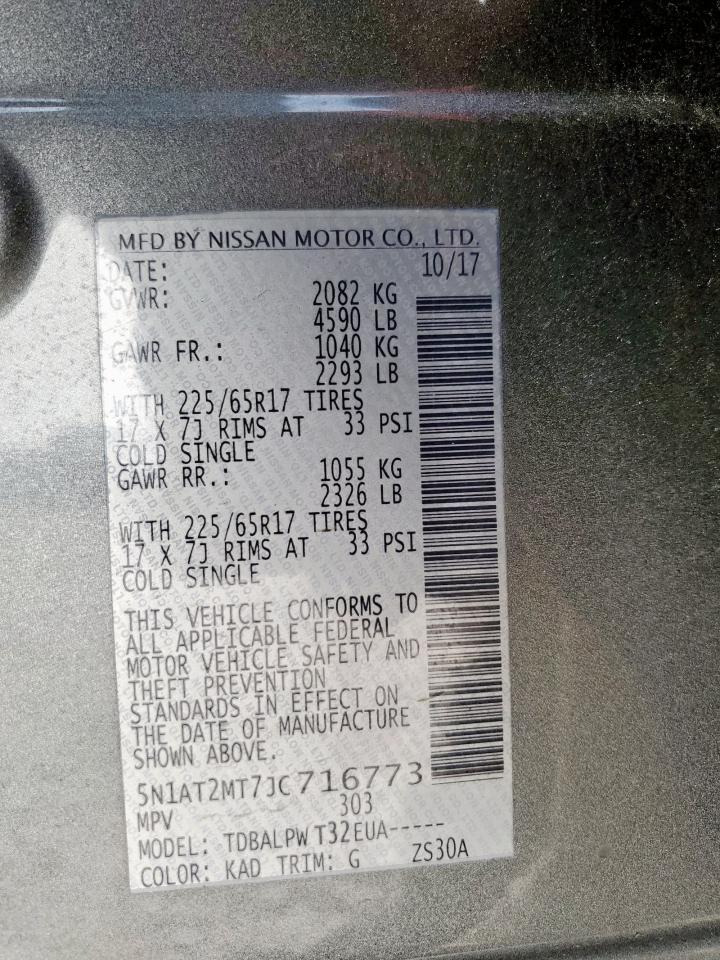 MFD BY NISSAN MOTOR CO., LTD.
DATE: 10/17
GVWR: 2082 KG
4590 LB
GAWR FR.: 1040 KG
2293 LB
WITH 225/65R17 TIRES
17 X 7J RIMS AT 33 PSI
COLD SINGLE
GAWR RR.: 1055 KG
2326 LB
WITH 225/65R17 TIRES
17 X 7J RIMS AT 33 PSI
COLD SINGLE
THIS VEHICLE CONFORMS TO
ALL APPLICABLE FEDERAL
MOTOR VEHICLE SAFETY AND
THEFT PREVENTION
STANDARDS IN EFFECT ON
THE DATE OF MANUFACTURE
SHOWN ABOVE.
5N1AT2MT7JC716773
MPV 303
MODEL: TDBALPWT32EUA-----
COLOR: KAD TRIM: G ZS30A